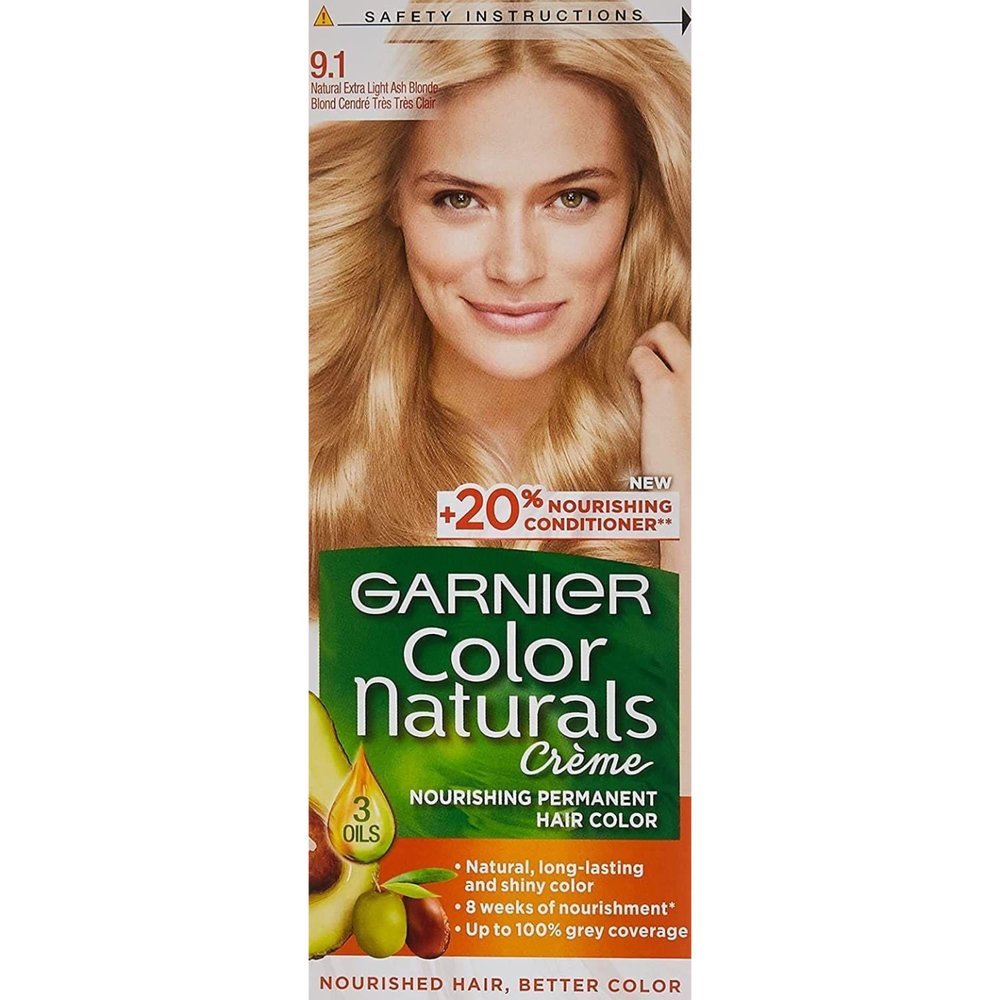 SAFETY INSTRUCTIONS
9.1
Natural Extra Light Ash Blonde
Blond Cendré Très Très Clair
NEW
+20% NOURISHING
CONDITIONER**
GARNIER
Color
Naturals
Crème
NOURISHING PERMANENT
HAIR COLOR
3
OILS
• Natural, long-lasting
and shiny color
• 8 weeks of nourishment*
• Up to 100% grey coverage
NOURISHED HAIR, BETTER COLOR